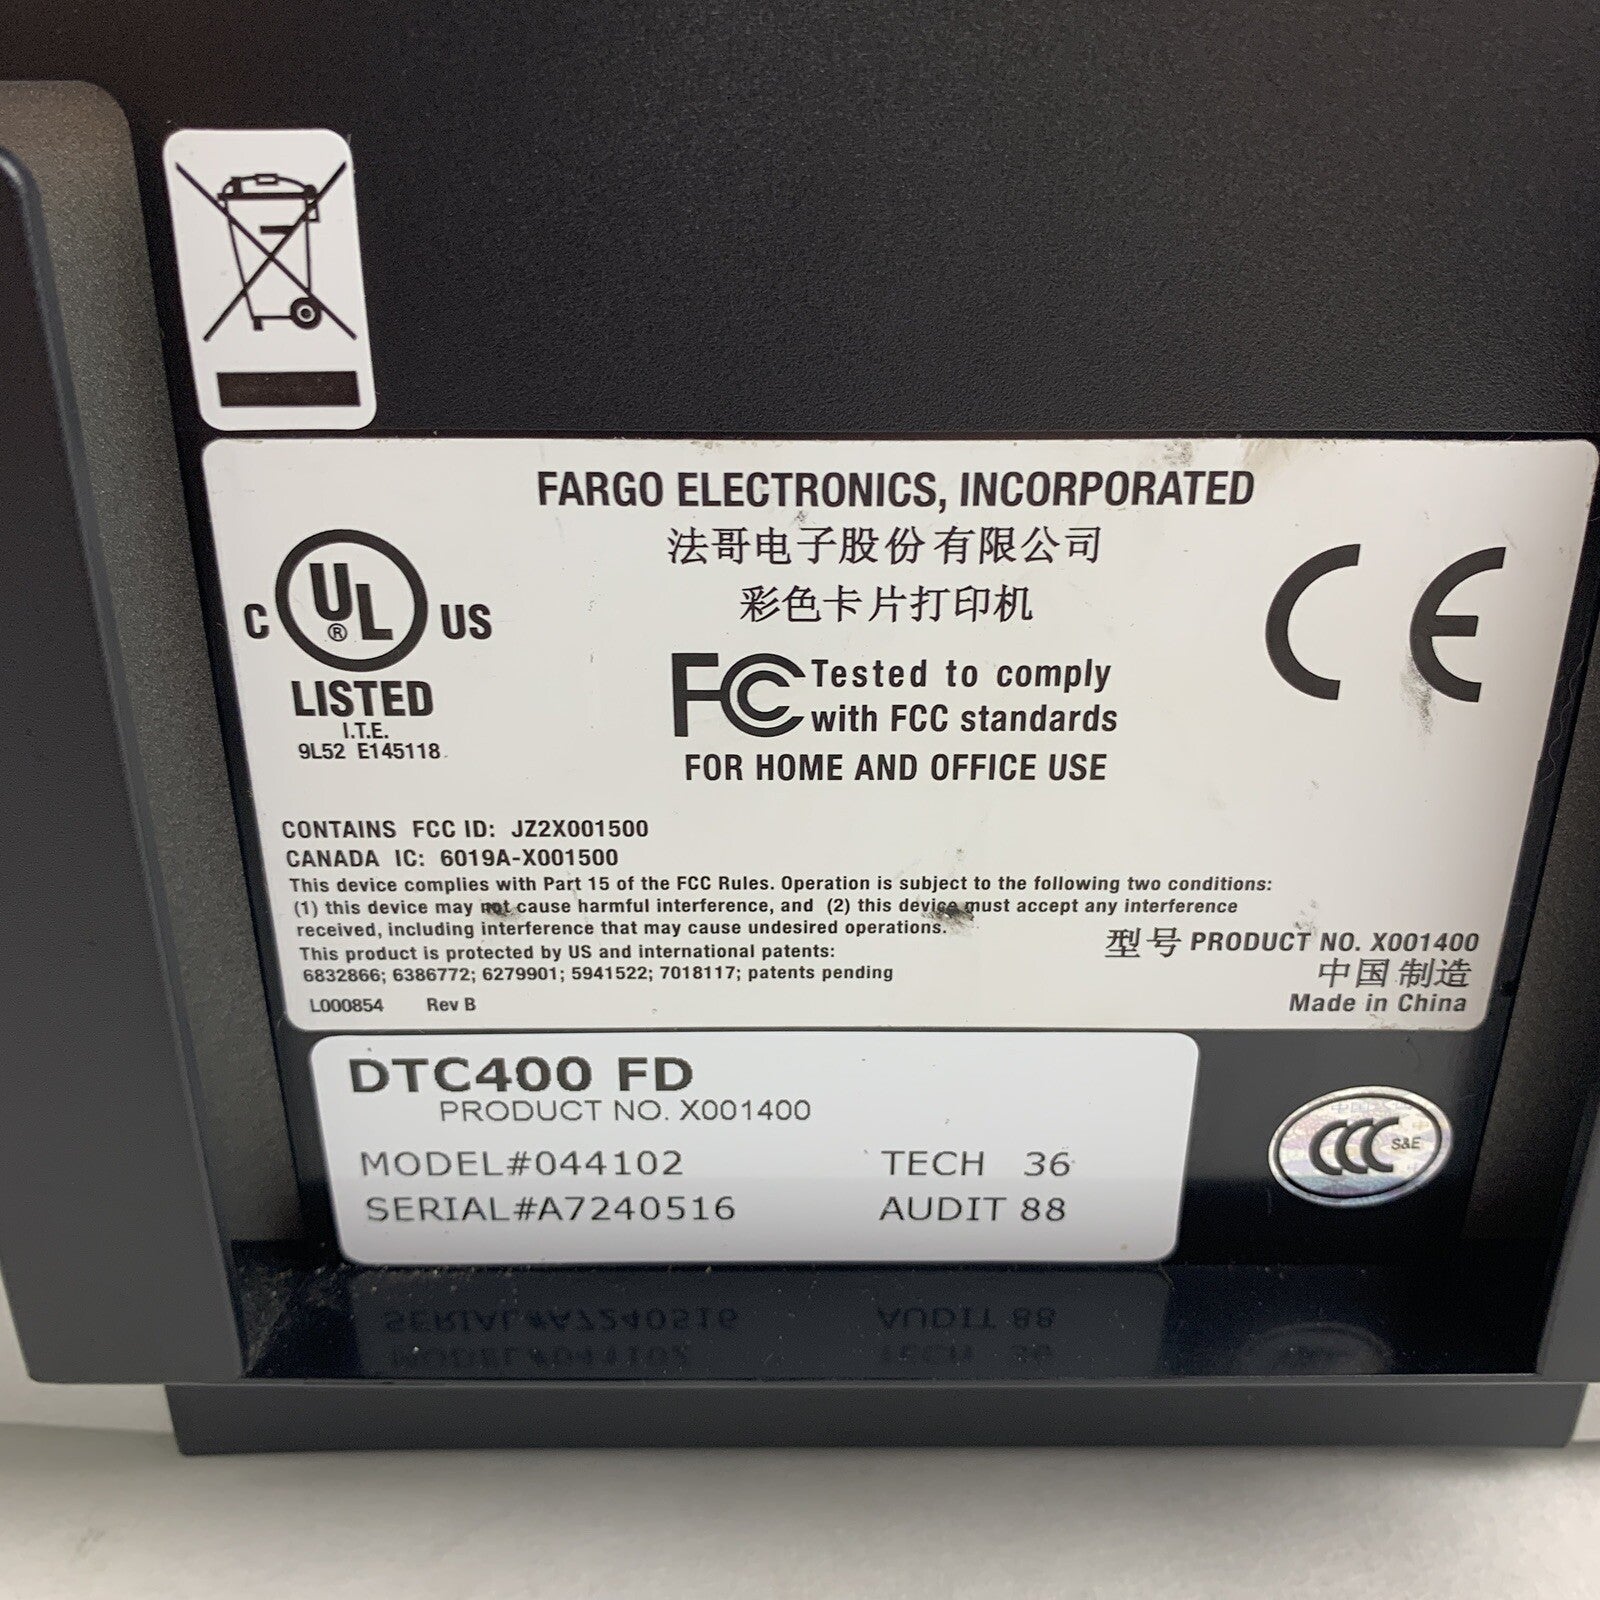 FARGO ELECTRONICS, INCORPORATED
法哥电子股份有限公司
彩色卡片打印机
C UL ® US
LISTED
I.T.E.
9L52 E145118
FC Tested to comply
with FCC standards
FOR HOME AND OFFICE USE
CE
CONTAINS FCC ID: JZ2X001500
CANADA IC: 6019A-X001500
This device complies with Part 15 of the FCC Rules. Operation is subject to the following two conditions:
(1) this device may not cause harmful interference, and (2) this device must accept any interference
received, including interference that may cause undesired operations.
This product is protected by US and international patents:
6832866; 6386772; 6279901; 5941522; 7018117; patents pending
L000854 Rev B
型号 PRODUCT NO. X001400
中国制造
Made in China
DTC400 FD
PRODUCT NO. X001400
MODEL#044102 TECH 36
SERIAL#A7240516 AUDIT 88
CCC S&E